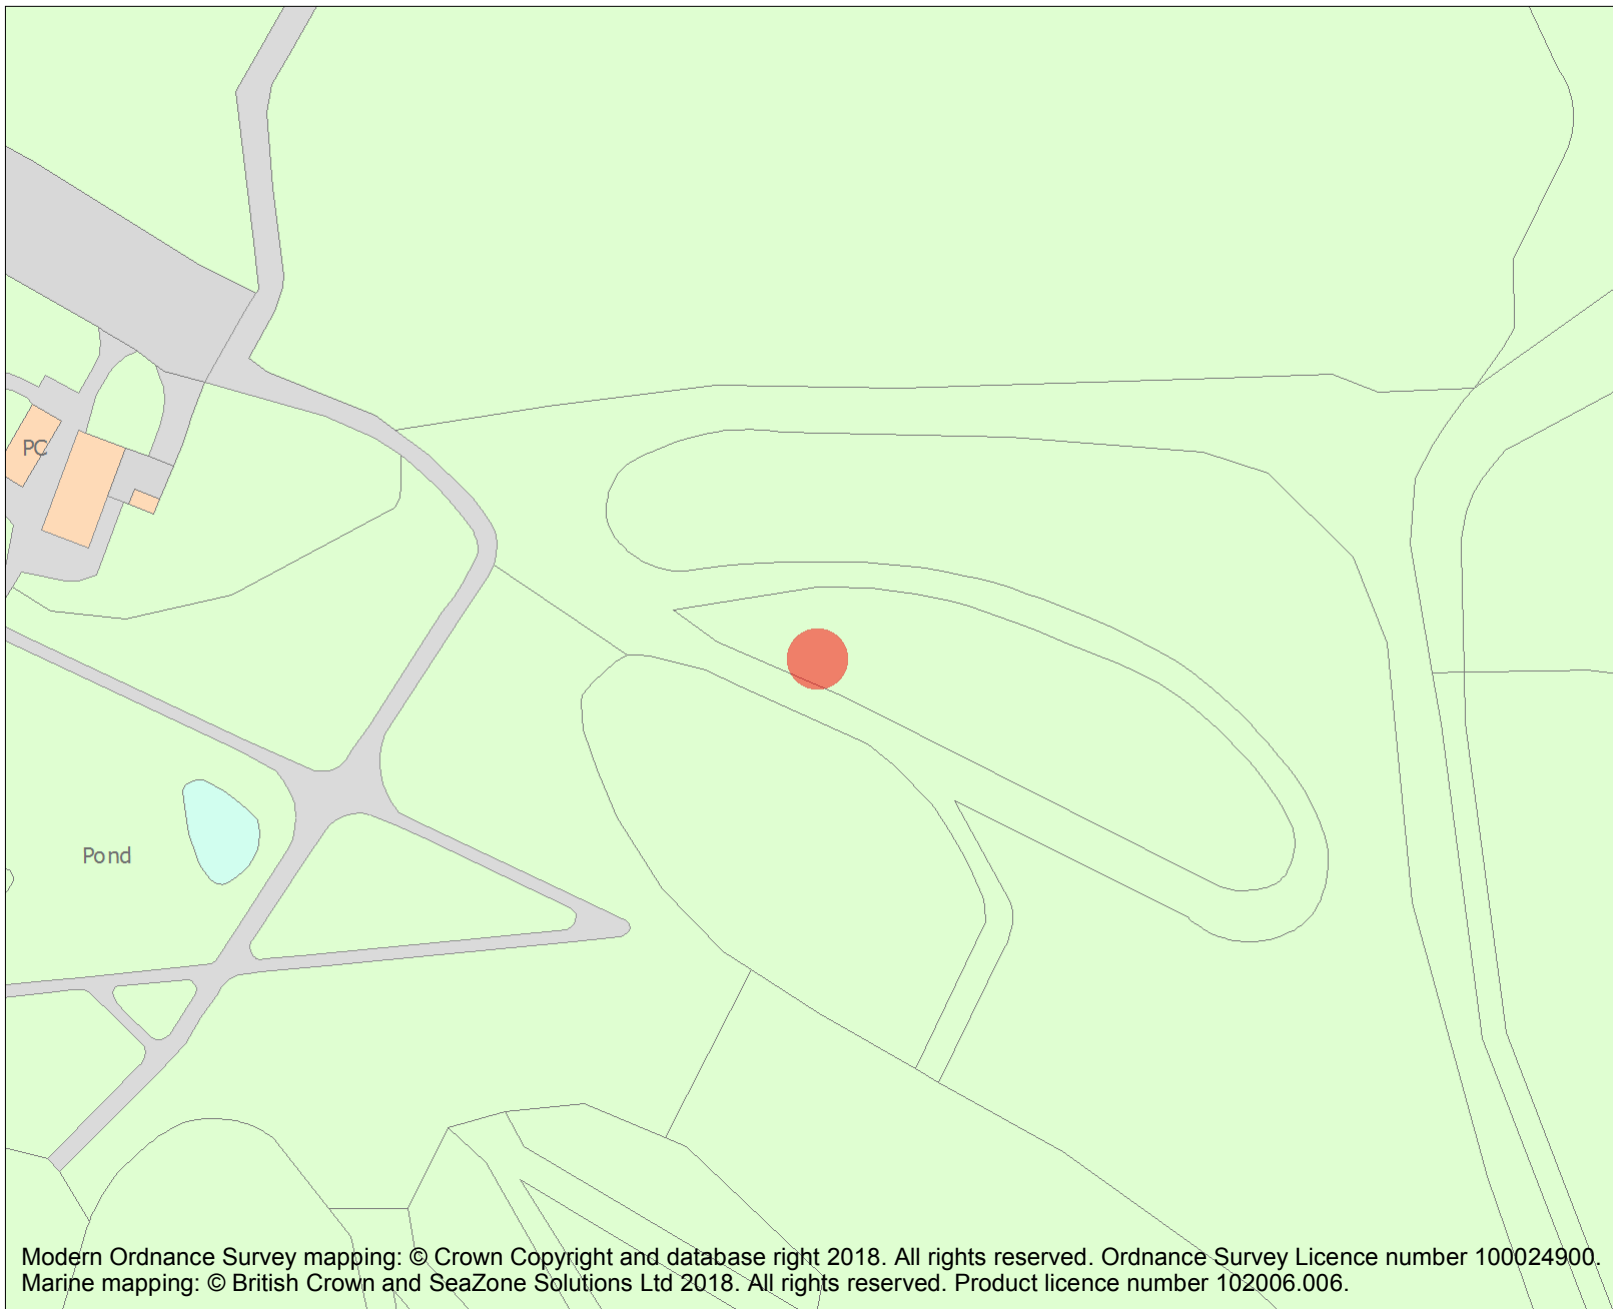 PC
Pond
Modern Ordnance Survey mapping: © Crown Copyright and database right 2018. All rights reserved. Ordnance Survey Licence number 100024900.
Marine mapping: © British Crown and SeaZone Solutions Ltd 2018. All rights reserved. Product licence number 102006.006.